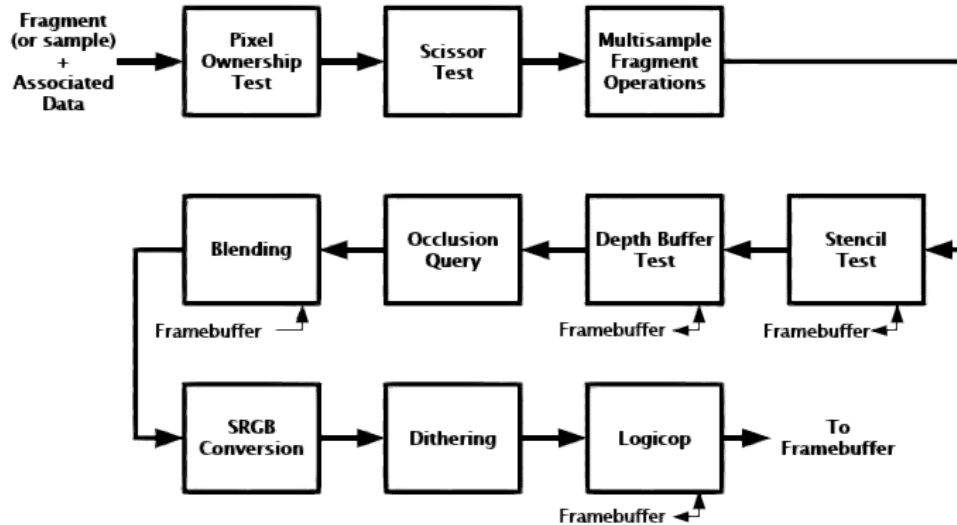 Fragment
(or sample)
+
Associated
Data
Pixel
Ownership
Test
Scissor
Test
Multisample
Fragment
Operations
Blending
Occlusion
Query
Depth Buffer
Test
Stencil
Test
Framebuffer
Framebuffer
Framebuffer
SRGB
Conversion
Dithering
Logicop
To
Framebuffer
Framebuffer